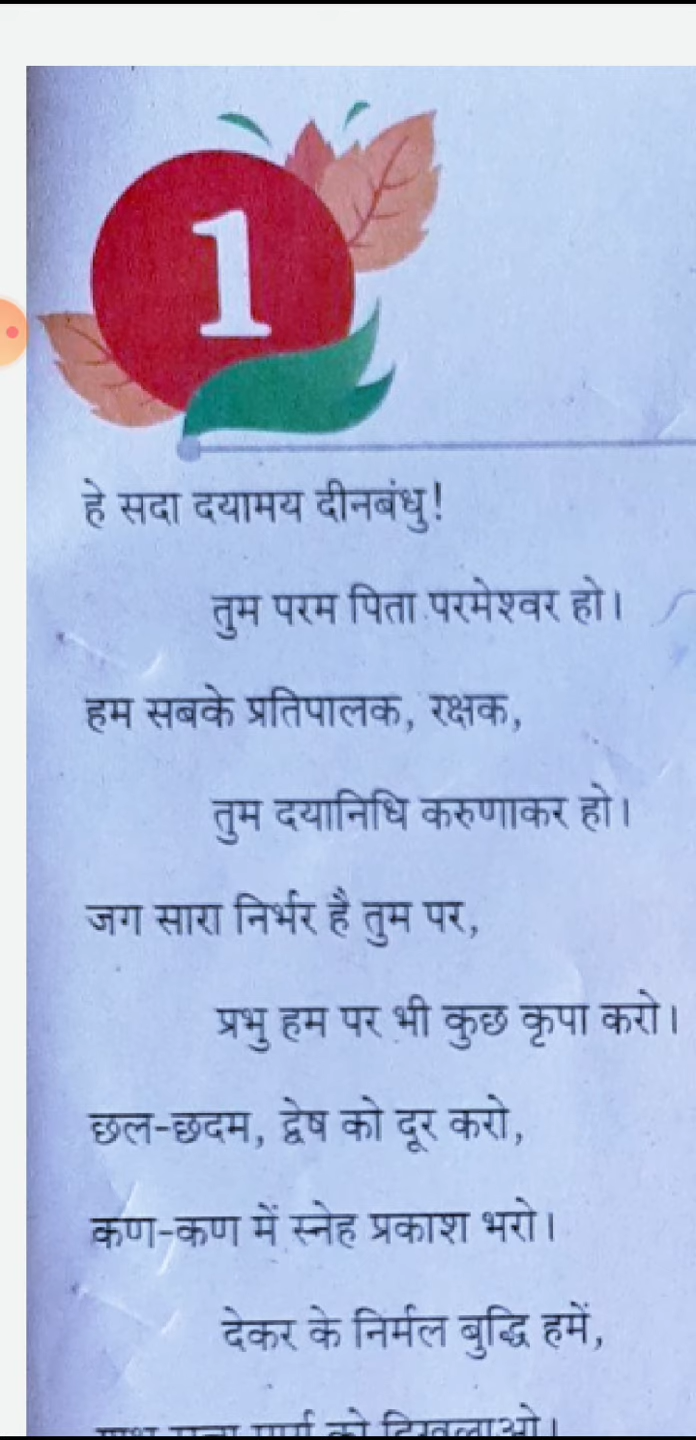 1
हे सदा दयामय दीनबंधु!
तुम परम पिता परमेश्वर हो।
हम सबके प्रतिपालक, रक्षक,
तुम दयानिधि करुणाकर हो।
जग सारा निर्भर है तुम पर,
प्रभु हम पर भी कुछ कृपा करो।
छल-छदम, द्वेष को दूर करो,
कण-कण में स्नेह प्रकाश भरो।
देकर के निर्मल बुद्धि हमें,
को दिखलाओ।